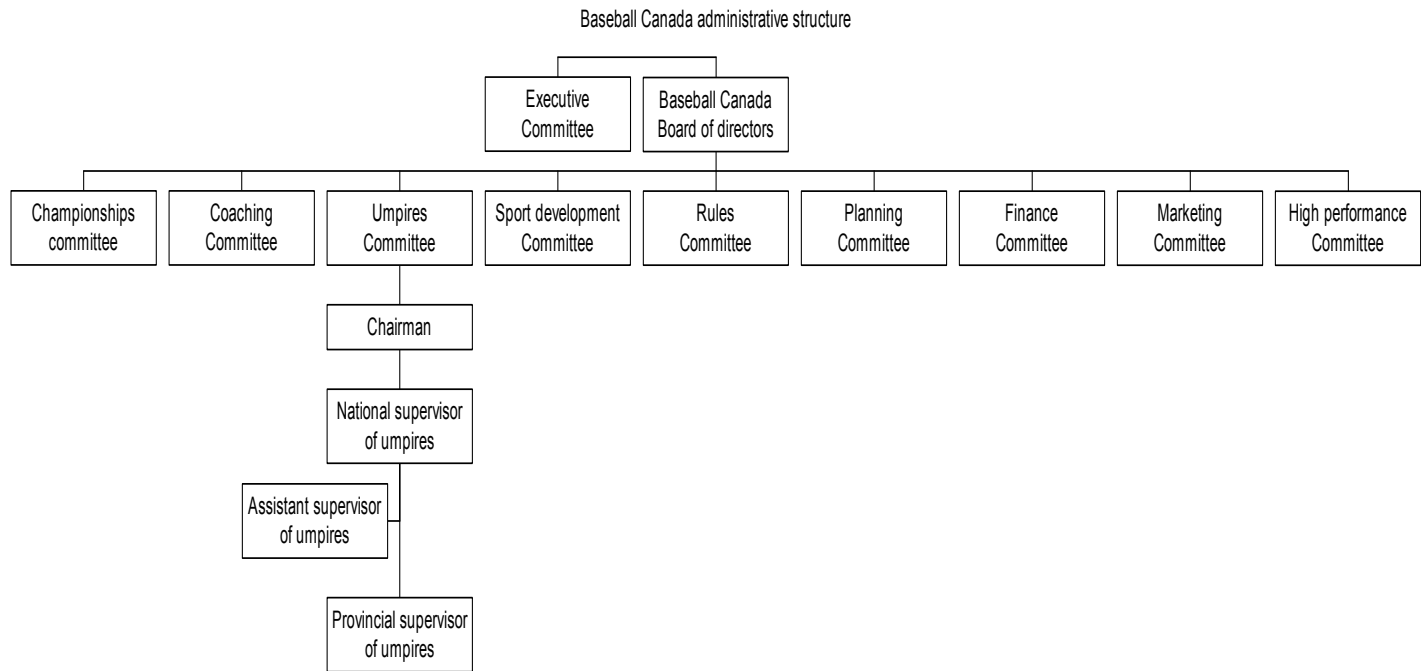 Baseball Canada administrative structure
Executive
Committee
Baseball Canada
Board of directors
Championships
committee
Coaching
Committee
Umpires
Committee
Sport development
Committee
Rules
Committee
Planning
Committee
Finance
Committee
Marketing
Committee
High performance
Committee
Chairman
National supervisor
of umpires
Assistant supervisor
of umpires
Provincial supervisor
of umpires